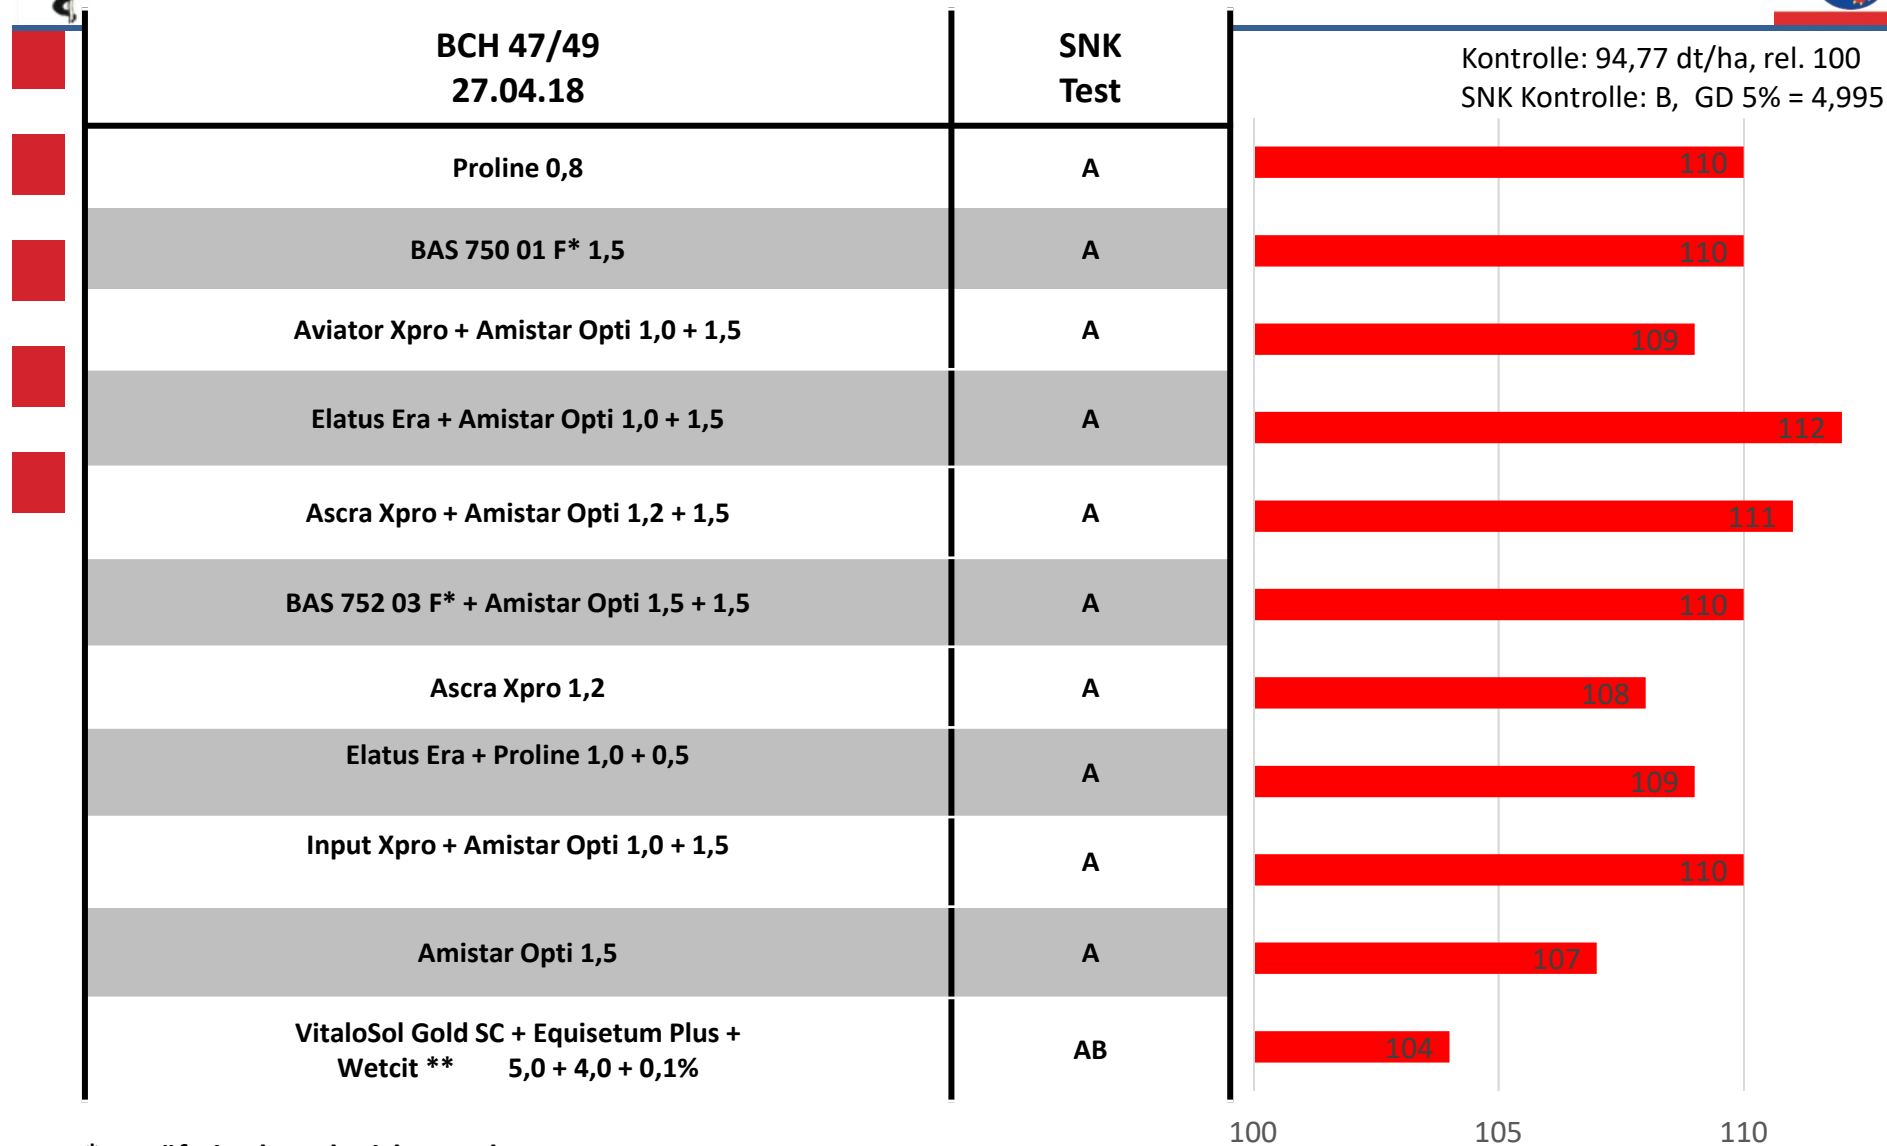 BCH 47/49
27.04.18
SNK
Test
Kontrolle: 94,77 dt/ha, rel. 100
SNK Kontrolle: B, GD 5% = 4,995
Proline 0,8
A
110
BAS 750 01 F* 1,5
A
110
Aviator Xpro + Amistar Opti 1,0 + 1,5
A
109
Elatus Era + Amistar Opti 1,0 + 1,5
A
112
Ascra Xpro + Amistar Opti 1,2 + 1,5
A
111
BAS 752 03 F* + Amistar Opti 1,5 + 1,5
A
110
Ascra Xpro 1,2
A
108
Elatus Era + Proline 1,0 + 0,5
A
109
Input Xpro + Amistar Opti 1,0 + 1,5
A
110
Amistar Opti 1,5
A
107
VitaloSol Gold SC + Equisetum Plus +
Wetcit ** 5,0 + 4,0 + 0,1%
AB
104
100 105 110